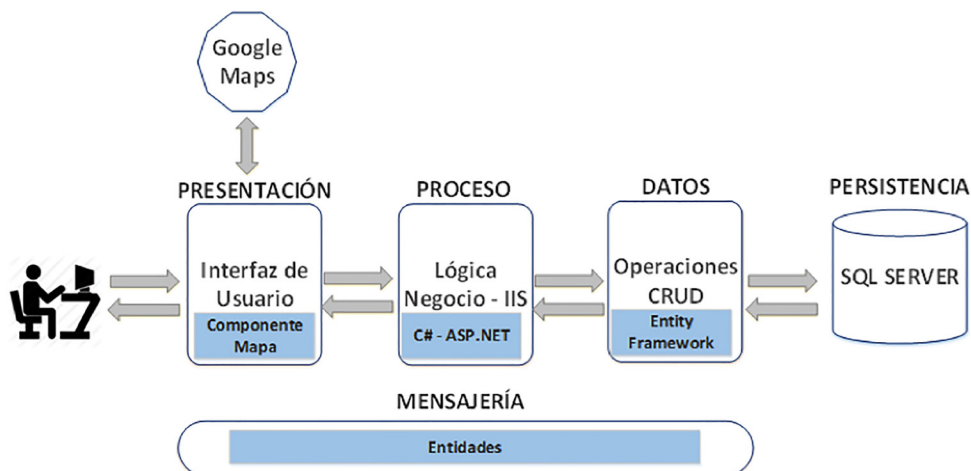 Google
Maps
PRESENTACIÓN
PROCESO
DATOS
PERSISTENCIA
Interfaz de
Usuario
Componente
Mapa
Lógica
Negocio - IIS
C# - ASP.NET
Operaciones
CRUD
Entity
Framework
SQL SERVER
MENSAJERÍA
Entidades